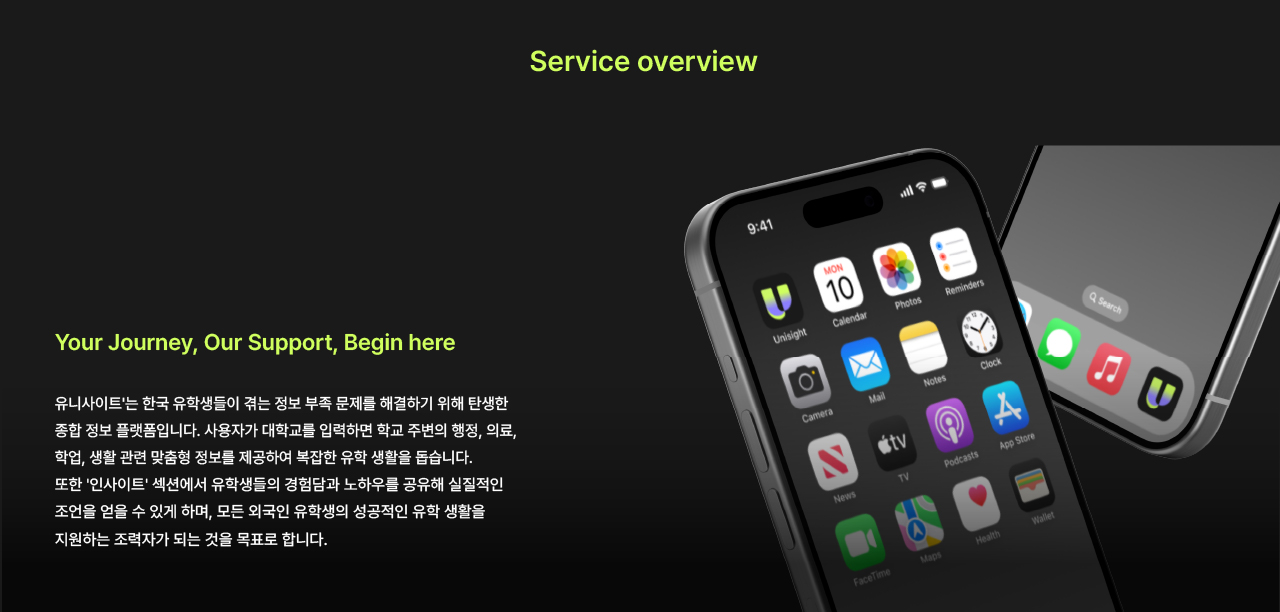 Service overview
Your Journey, Our Support, Begin here
유니사이트'는 한국 유학생들이 겪는 정보 부족 문제를 해결하기 위해 탄생한
종합 정보 플랫폼입니다. 사용자가 대학교를 입력하면 학교 주변의 행정, 의료,
학업, 생활 관련 맞춤형 정보를 제공하여 복잡한 유학 생활을 돕습니다.
또한 '인사이트' 섹션에서 유학생들의 경험담과 노하우를 공유해 실질적인
조언을 얻을 수 있게 하며, 모든 외국인 유학생의 성공적인 유학 생활을
지원하는 조력자가 되는 것을 목표로 합니다.
9:41
MON
10
Unisight
Calendar
Photos
Reminders
Camera
Mail
Notes
Clock
tv
News
TV
Podcasts
App Store
FaceTime
Maps
Health
Wallet
Search